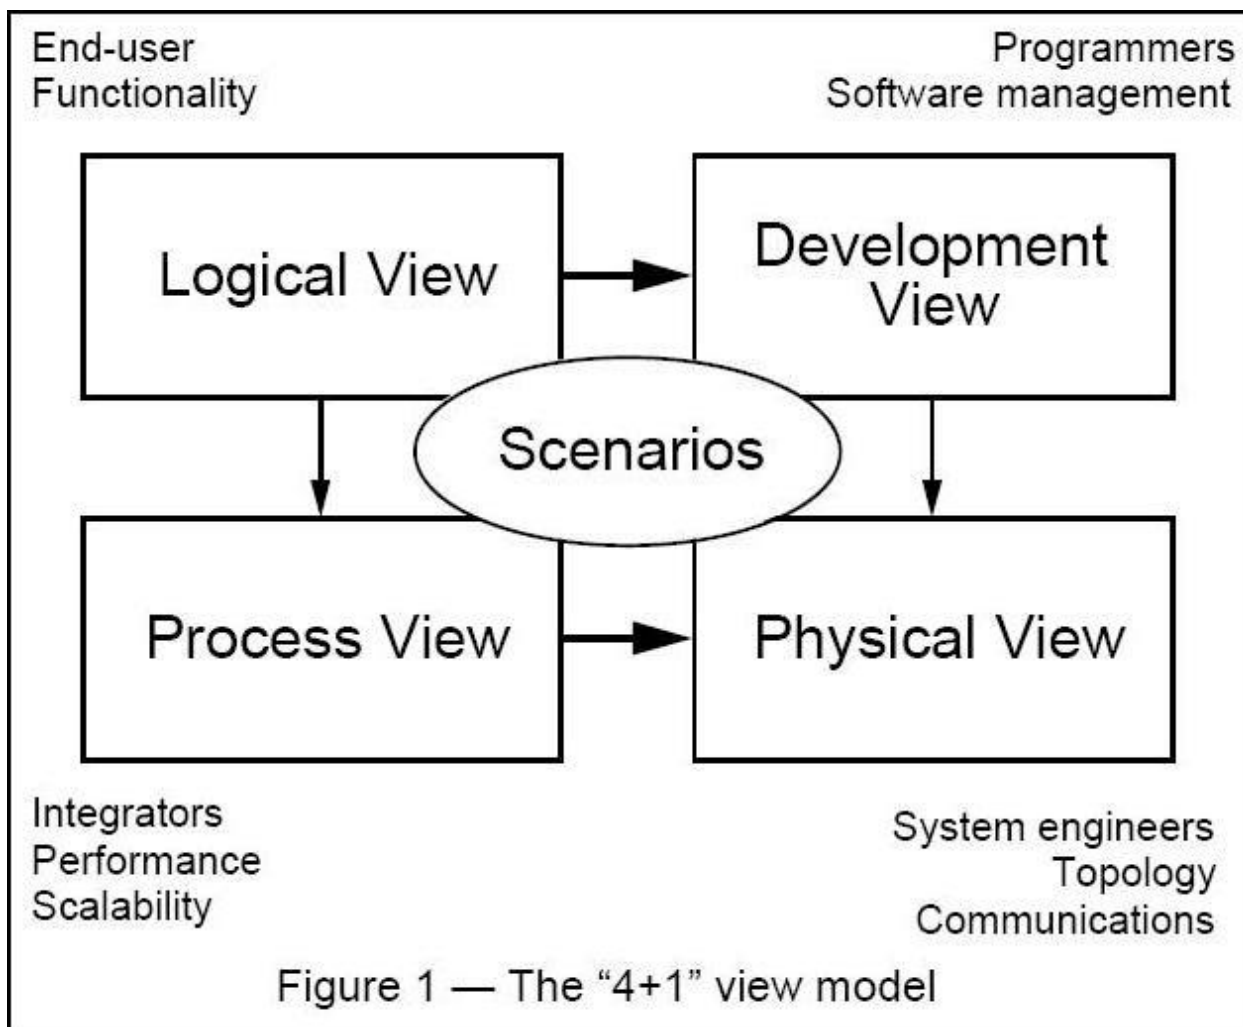 End-user
Functionality
Programmers
Software management
Logical View
Development
View
Scenarios
Process View
Physical View
Integrators
Performance
Scalability
System engineers
Topology
Communications
Figure 1 — The “4+1” view model